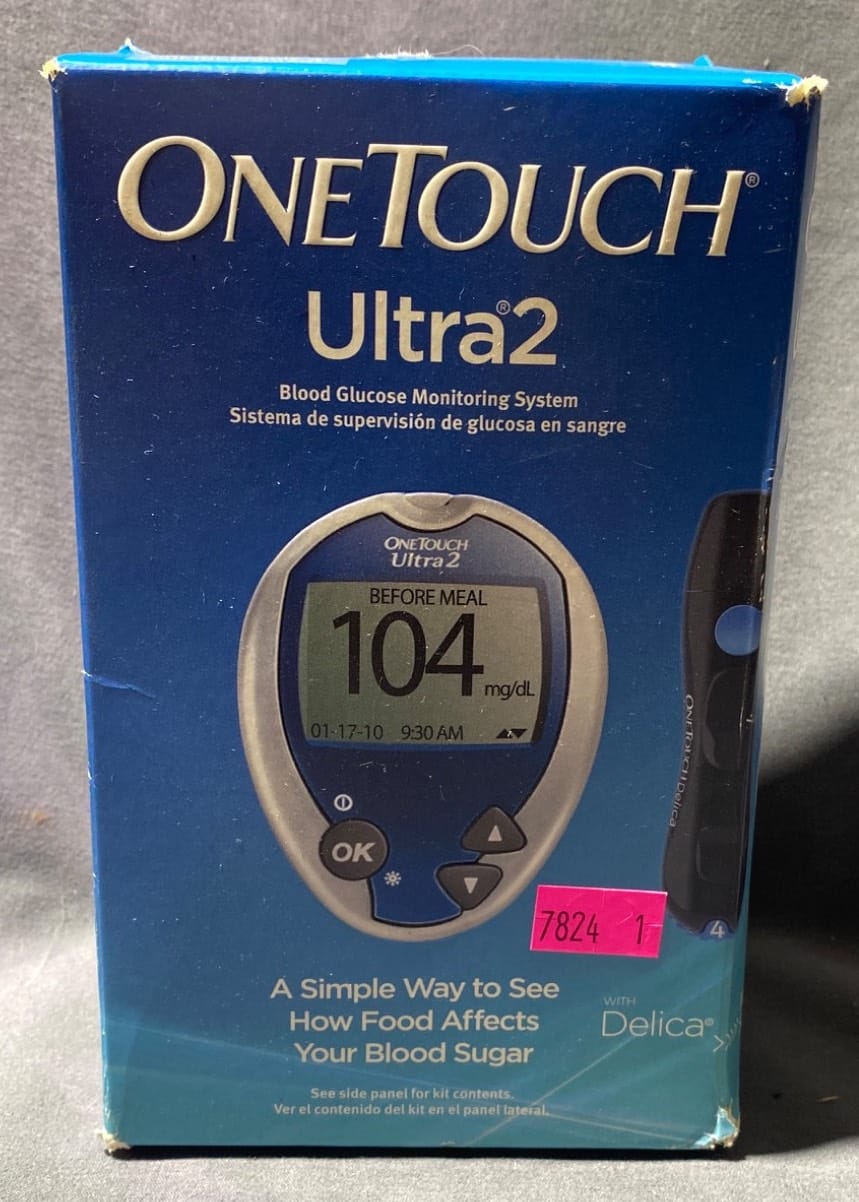 ONETOUCH®
Ultra®2
Blood Glucose Monitoring System
Sistema de supervisión de glucosa en sangre
ONETOUCH
Ultra2
BEFORE MEAL
104 mg/dL
01-17-10 9:30 AM
OK
ONETOUCH Delica
4
7824 1
A Simple Way to See
How Food Affects
Your Blood Sugar
WITH
Delica®
See side panel for kit contents.
Ver el contenido del kit en el panel lateral.